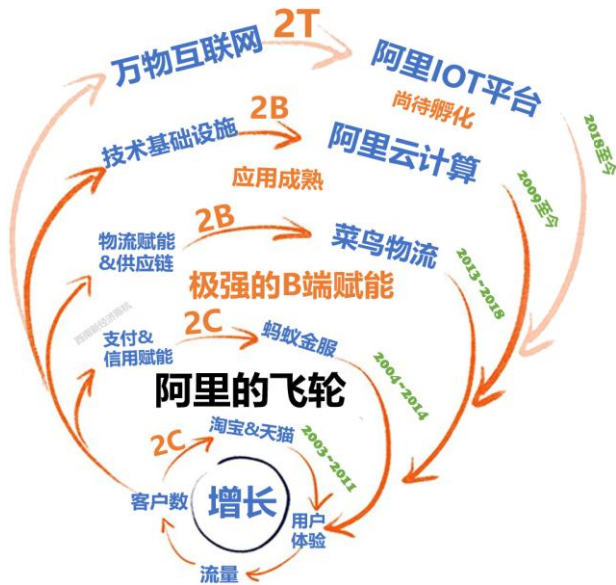 2T
万物互联网
阿里IOT平台
尚待孵化
2018至今
2B
技术基础设施
阿里云计算
应用成熟
2009至今
2B
物流赋能
&供应链
菜鸟物流
2013~2018
极强的B端赋能
2C
支付&
信用赋能
蚂蚁金服
2004~2014
阿里的飞轮
淘宝&天猫
2C
2003~2011
客户数
增长
用户
体验
流量